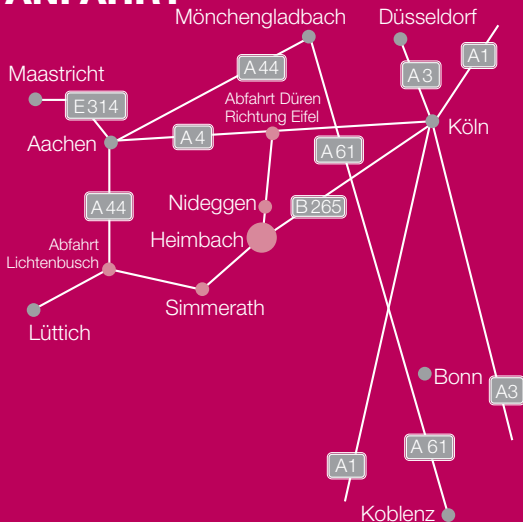 ANFAHRT
Mönchengladbach
Düsseldorf
A44
A1
Maastricht
A3
E314
Abfahrt Düren
Richtung Eifel
Köln
Aachen
A4
A61
A44
Nideggen
B265
Heimbach
Abfahrt
Lichtenbusch
Simmerath
Lüttich
Bonn
A3
A61
A1
Koblenz